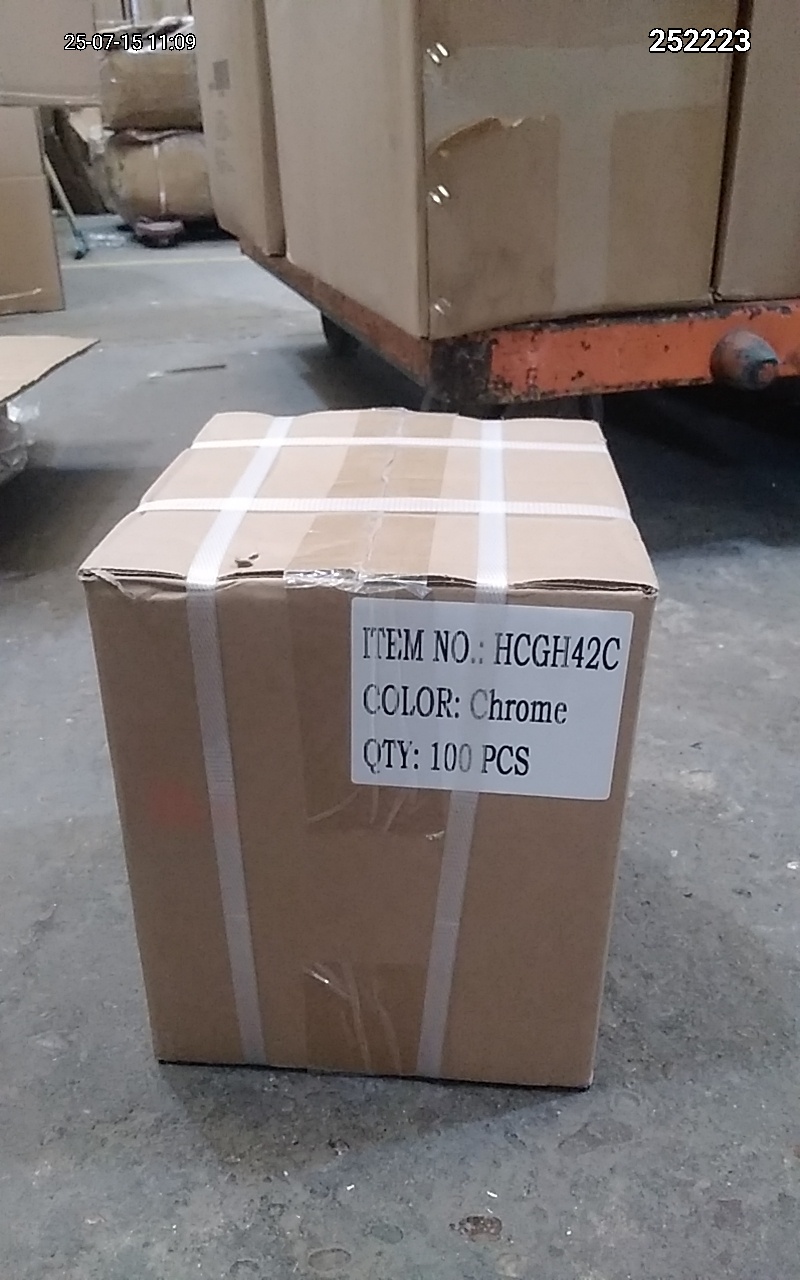 25-07-15 11:09
252223
ITEM NO.: HCGH42C
COLOR: Chrome
QTY: 100 PCS